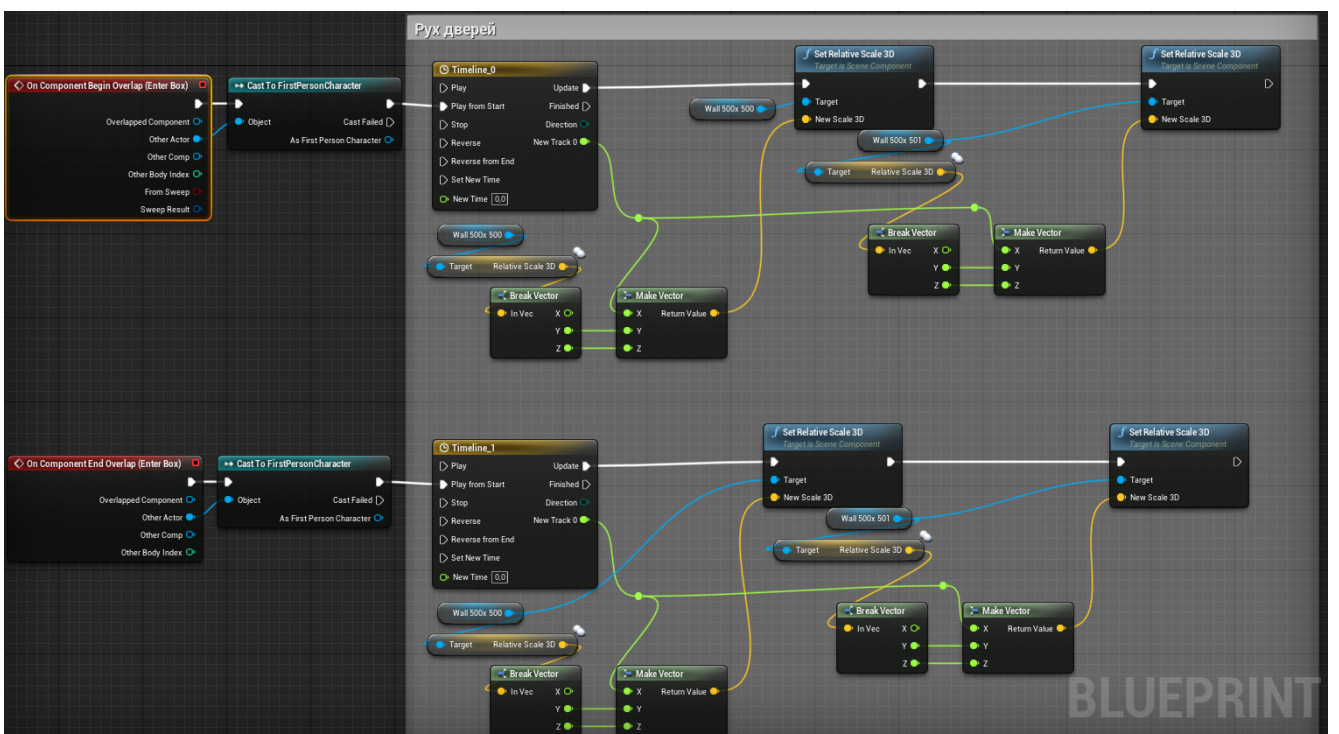 Рух дверей
On Component Begin Overlap (Enter Box)
Overlapped Component
Other Actor
Other Comp
Other Body Index
From Sweep
Sweep Result
Cast To FirstPersonCharacter
Object
Cast Failed
As First Person Character
Timeline_0
Play
Update
Play from Start
Finished
Stop
Direction
Reverse
New Track 0
Reverse from End
Set New Time
New Time 0,0
Wall 500x 500
Target Relative Scale 3D
Break Vector
In Vec X
Y
Z
Make Vector
X Return Value
Y
Z
Wall 500x 500
Set Relative Scale 3D
Target is Scene Component
Target
New Scale 3D
Wall 500x 501
Target Relative Scale 3D
Break Vector
In Vec X
Y
Z
Make Vector
X Return Value
Y
Z
Set Relative Scale 3D
Target is Scene Component
Target
New Scale 3D
On Component End Overlap (Enter Box)
Overlapped Component
Other Actor
Other Comp
Other Body Index
Cast To FirstPersonCharacter
Object
Cast Failed
As First Person Character
Timeline_1
Play
Update
Play from Start
Finished
Stop
Direction
Reverse
New Track 0
Reverse from End
Set New Time
New Time 0,0
Wall 500x 500
Target Relative Scale 3D
Break Vector
In Vec X
Y
Z
Make Vector
X Return Value
Y
Z
Set Relative Scale 3D
Target is Scene Component
Target
New Scale 3D
Wall 500x 501
Target Relative Scale 3D
Break Vector
In Vec X
Y
Z
Make Vector
X Return Value
Y
Z
Set Relative Scale 3D
Target is Scene Component
Target
New Scale 3D
BLUEPRINT